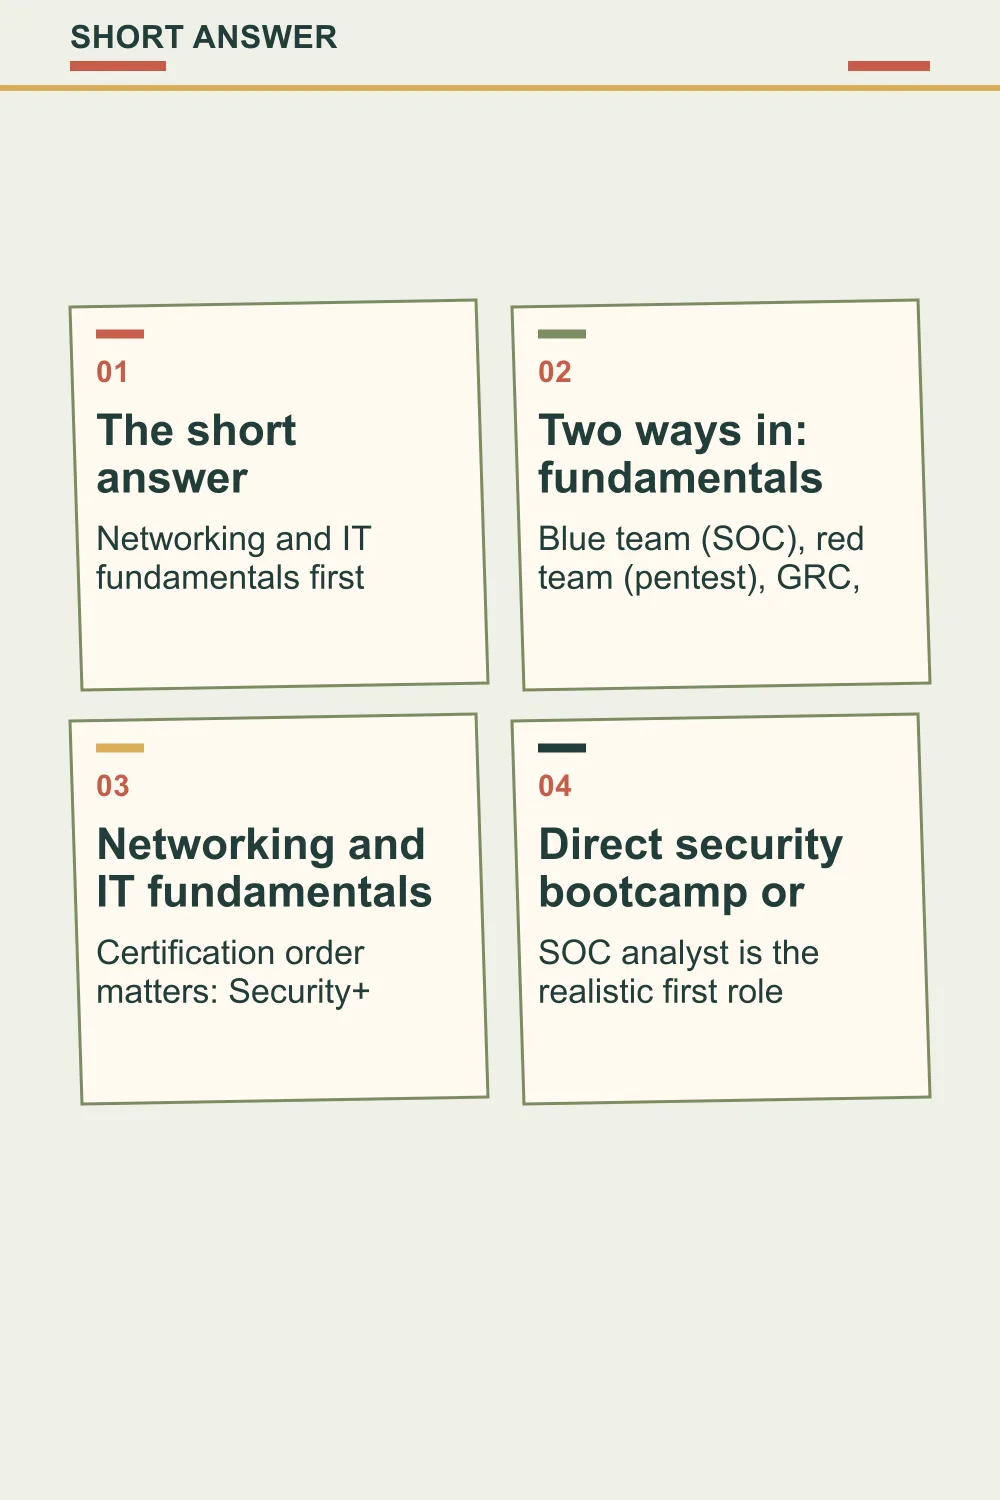 SHORT ANSWER
01
The short
answer
Networking and IT
fundamentals first
02
Two ways in:
fundamentals
Blue team (SOC), red
team (pentest), GRC,
03
Networking and
IT fundamentals
Certification order
matters: Security+
04
Direct security
bootcamp or
SOC analyst is the
realistic first role